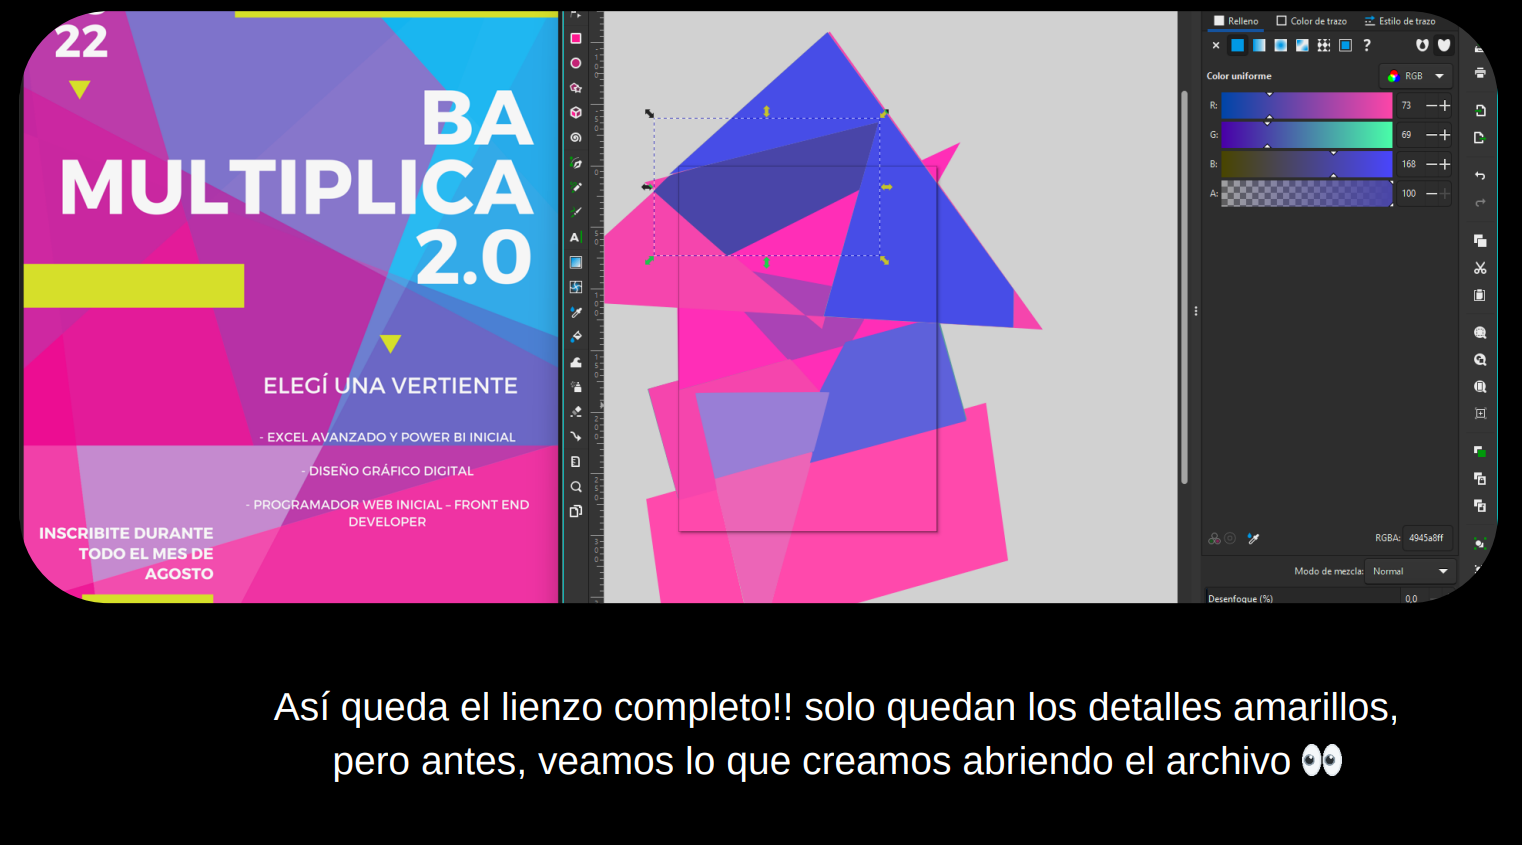 22
BA
MULTIPLICA
2.0
ELEGÍ UNA VERTIENTE
- EXCEL AVANZADO Y POWER BI INICIAL
- DISEÑO GRÁFICO DIGITAL
- PROGRAMADOR WEB INICIAL – FRONT END
DEVELOPER
INSCRIBITE DURANTE
TODO EL MES DE
AGOSTO
Relleno Color de trazo Estilo de trazo
Color uniforme RGB
R: 73
G: 69
B: 168
A: 100
RGBA: 4945a8ff
Modo de mezcla: Normal
Desenfoque (%) 0,0
Así queda el lienzo completo!! solo quedan los detalles amarillos,
pero antes, veamos lo que creamos abriendo el archivo 👀